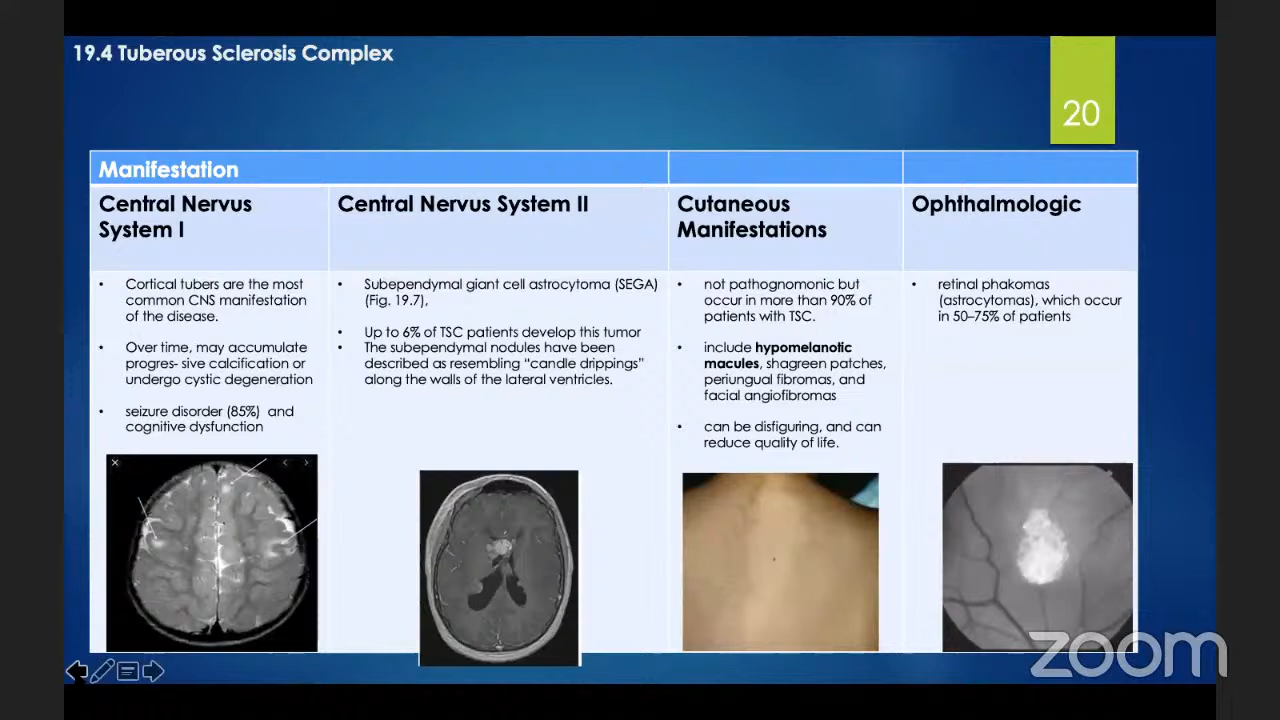 19.4 Tuberous Sclerosis Complex
20
Manifestation
Central Nervus
System I
Central Nervus System II
Cutaneous
Manifestations
Ophthalmologic
• Cortical tubers are the most
common CNS manifestation
of the disease.
• Over time, may accumulate
progres- sive calcification or
undergo cystic degeneration
• seizure disorder (85%) and
cognitive dysfunction
• Subependymal giant cell astrocytoma (SEGA)
(Fig. 19.7),
• Up to 6% of TSC patients develop this tumor
• The subependymal nodules have been
described as resembling “candle drippings”
along the walls of the lateral ventricles.
• not pathognomonic but
occur in more than 90% of
patients with TSC.
• include hypomelanotic
macules, shagreen patches,
periungual fibromas, and
facial angiofibromas
• can be disfiguring, and can
reduce quality of life.
• retinal phakomas
(astrocytomas), which occur
in 50–75% of patients
zoom